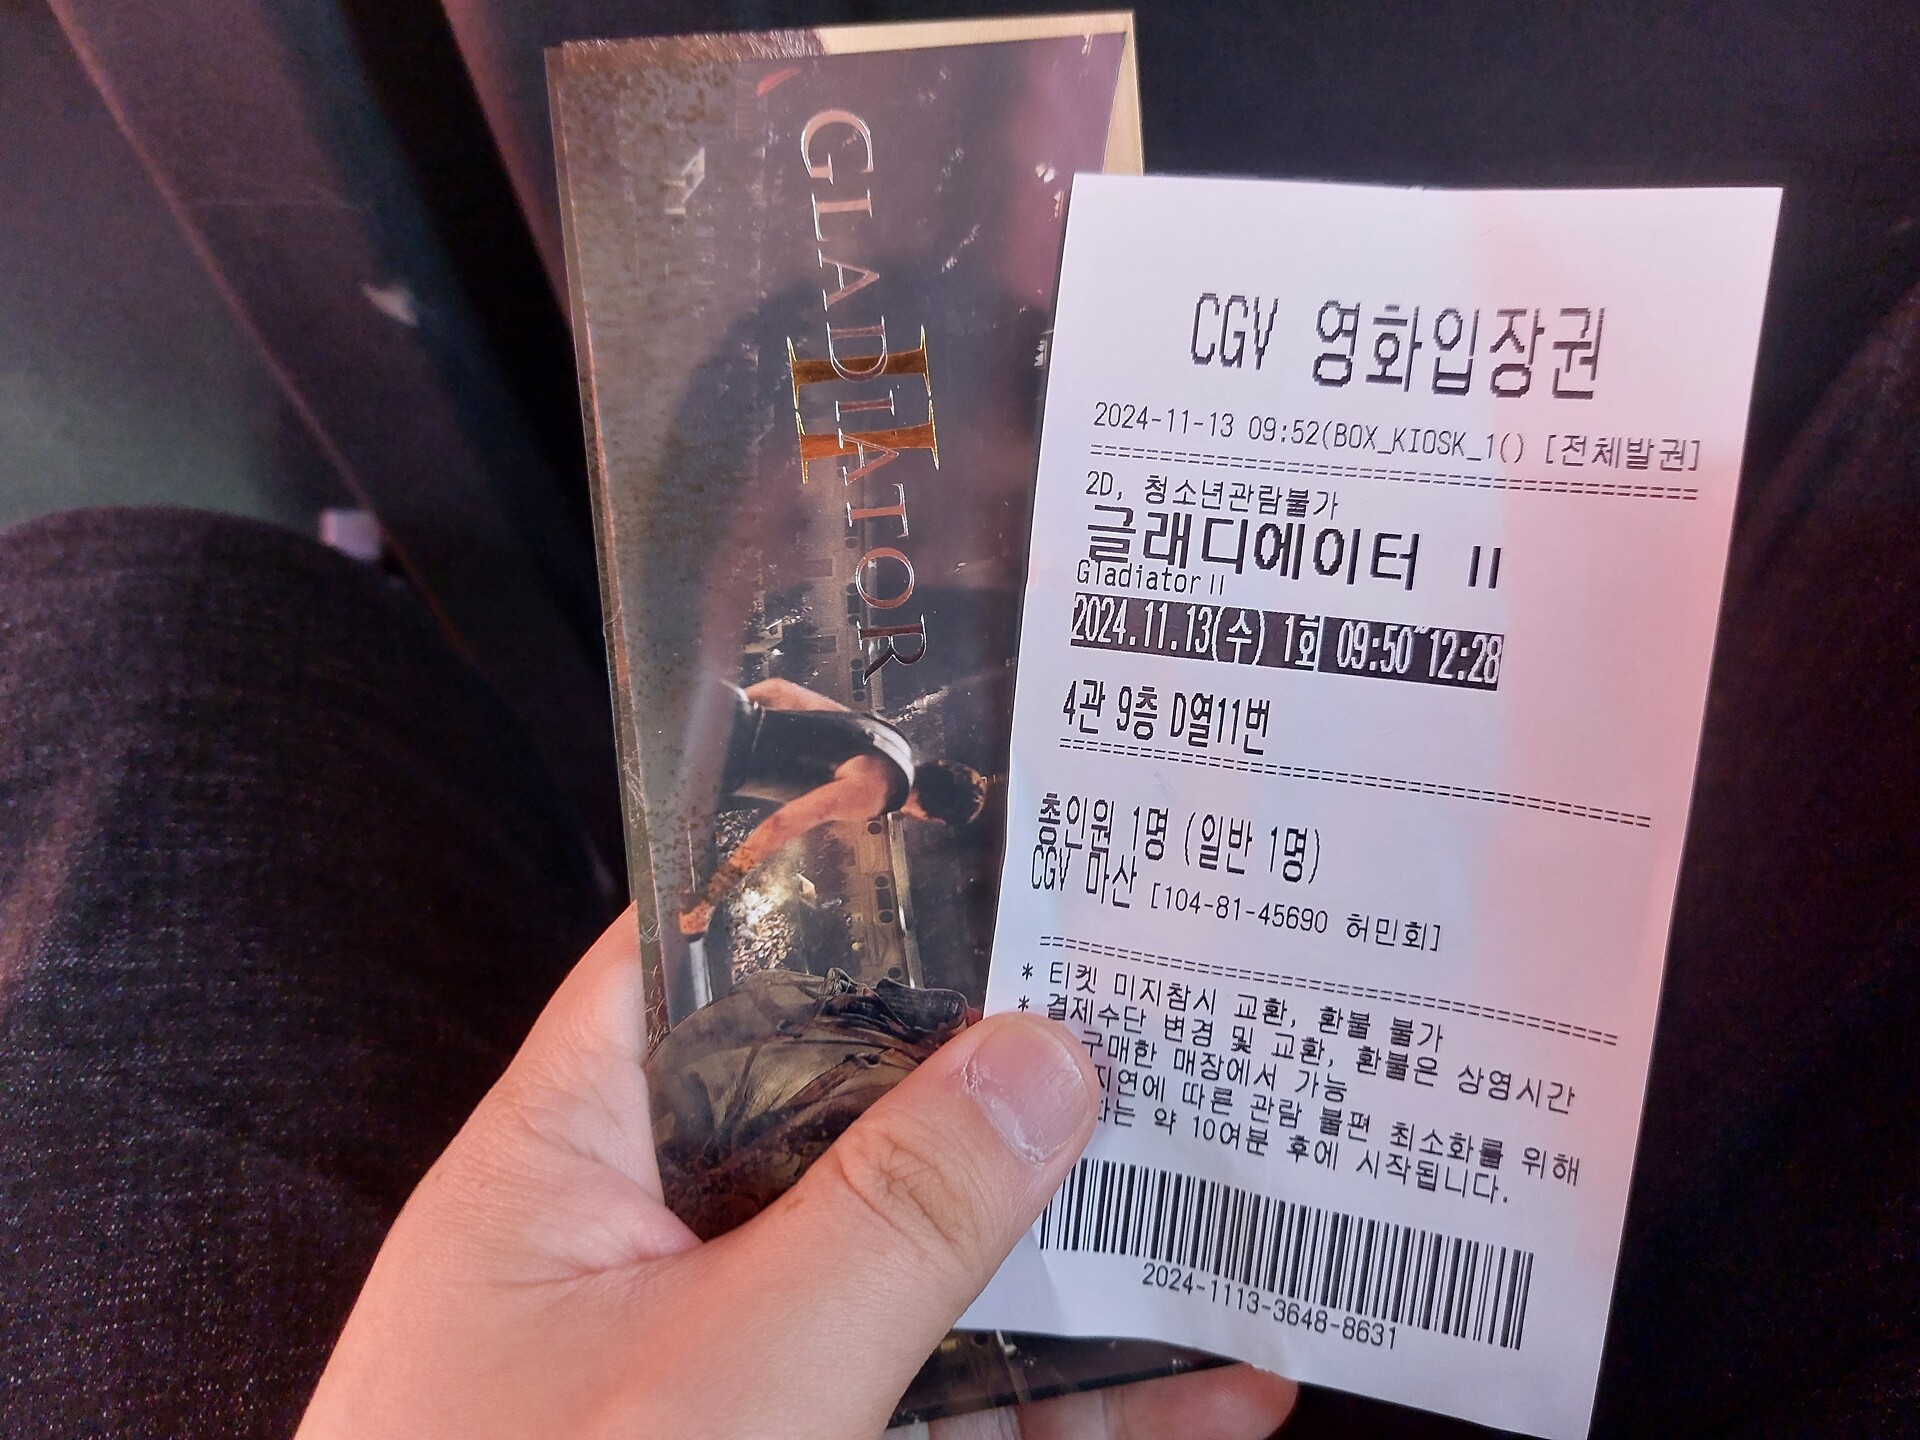 GLADIATOR
II
CGV 영화입장권
2024-11-13 09:52(BOX_KIOSK_1() [전체발권]
2D, 청소년관람불가
글래디에이터 II
Gladiator II
2024.11.13(수) 1회 09:50~12:28
4관 9층 D열11번
총인원 1명 (일반 1명)
CGV 마산 [104-81-45690 허민회]
* 티켓 미지참시 교환, 환불 불가
* 결제수단 변경 및 교환, 환불은 상영시간
구매한 매장에서 가능
지연에 따른 관람 불편 최소화를 위해
약 10여분 후에 시작됩니다.
2024-1113-3648-8631